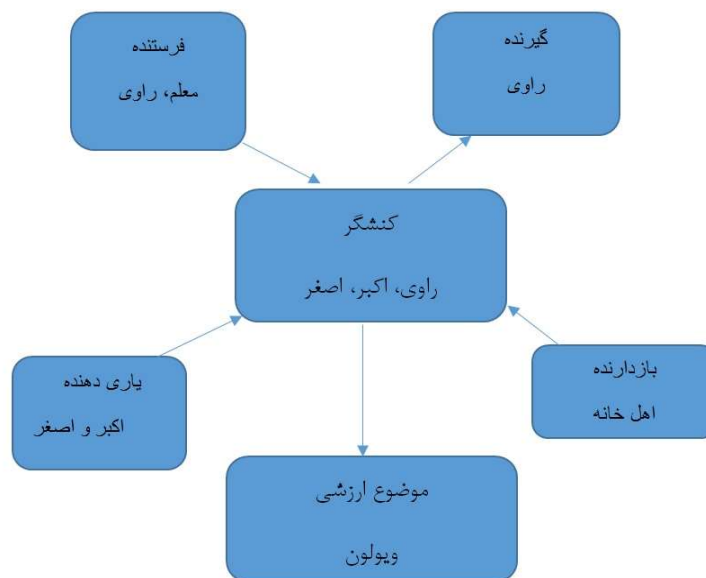 گیرنده
راوی
فرستنده
معلم، راوی
کنشگر
راوی، اکبر، اصغر
بازدارنده
اهل خانه
یاری دهنده
اکبر و اصغر
موضوع ارزشی
ویولون